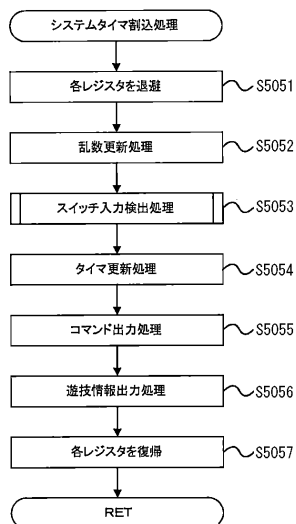 システムタイマ割込処理
各レジスタを退避 S5051
乱数更新処理 S5052
スイッチ入力検出処理 S5053
タイマ更新処理 S5054
コマンド出力処理 S5055
遊技情報出力処理 S5056
各レジスタを復帰 S5057
RET